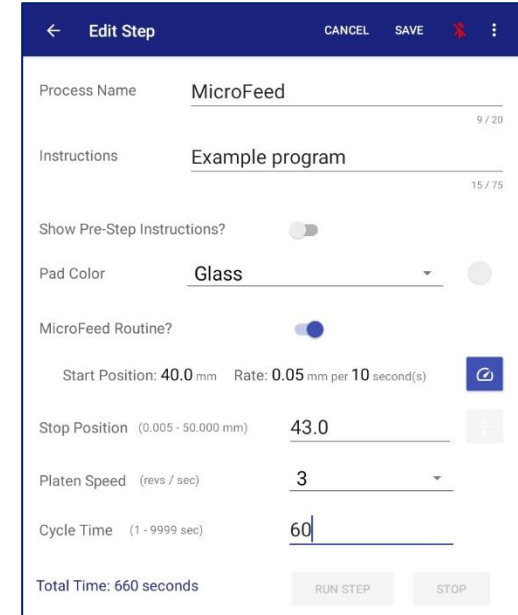 Edit Step CANCEL SAVE
Process Name MicroFeed
9 / 20
Instructions Example program
15 / 75
Show Pre-Step Instructions?
Pad Color Glass
MicroFeed Routine?
Start Position: 40.0 mm Rate: 0.05 mm per 10 second(s)
Stop Position (0.005 - 50.000 mm) 43.0
Platen Speed (revs / sec) 3
Cycle Time (1 - 9999 sec) 60
Total Time: 660 seconds RUN STEP STOP